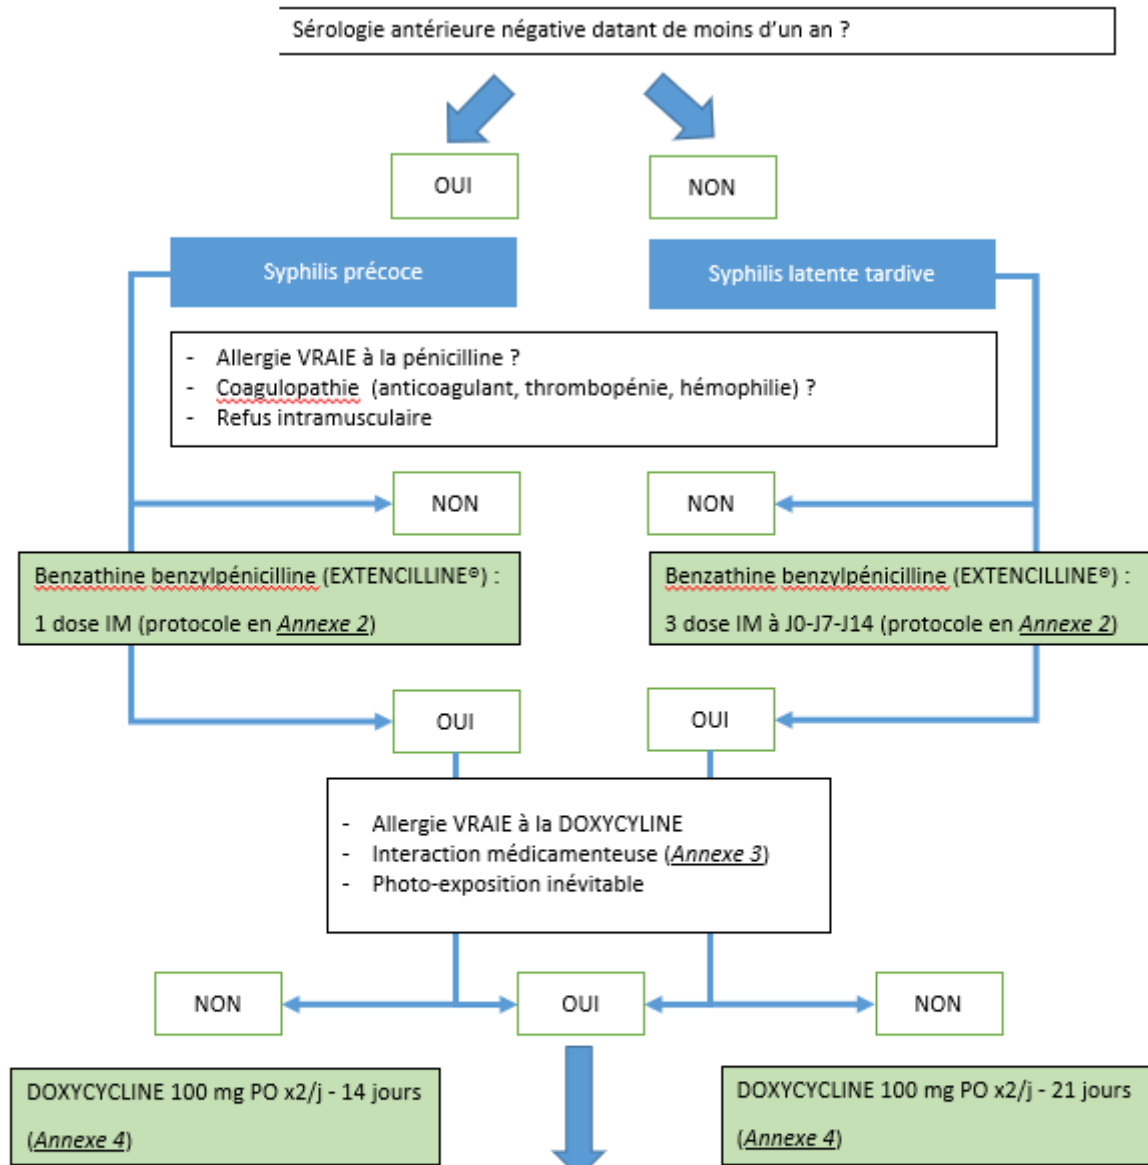 Sérologie antérieure négative datant de moins d’un an ?
OUI
NON
Syphilis précoce
Syphilis latente tardive
- Allergie VRAIE à la pénicilline ?
- Coagulopathie (anticoagulant, thrombopénie, hémophilie) ?
- Refus intramusculaire
NON
NON
Benzathine benzylpénicilline (EXTENCILLINE®) :
1 dose IM (protocole en Annexe 2)
Benzathine benzylpénicilline (EXTENCILLINE®) :
3 dose IM à J0-J7-J14 (protocole en Annexe 2)
OUI
OUI
- Allergie VRAIE à la DOXYCYLINE
- Interaction médicamenteuse (Annexe 3)
- Photo-exposition inévitable
NON
OUI
NON
DOXYCYCLINE 100 mg PO x2/j - 14 jours
(Annexe 4)
DOXYCYCLINE 100 mg PO x2/j - 21 jours
(Annexe 4)